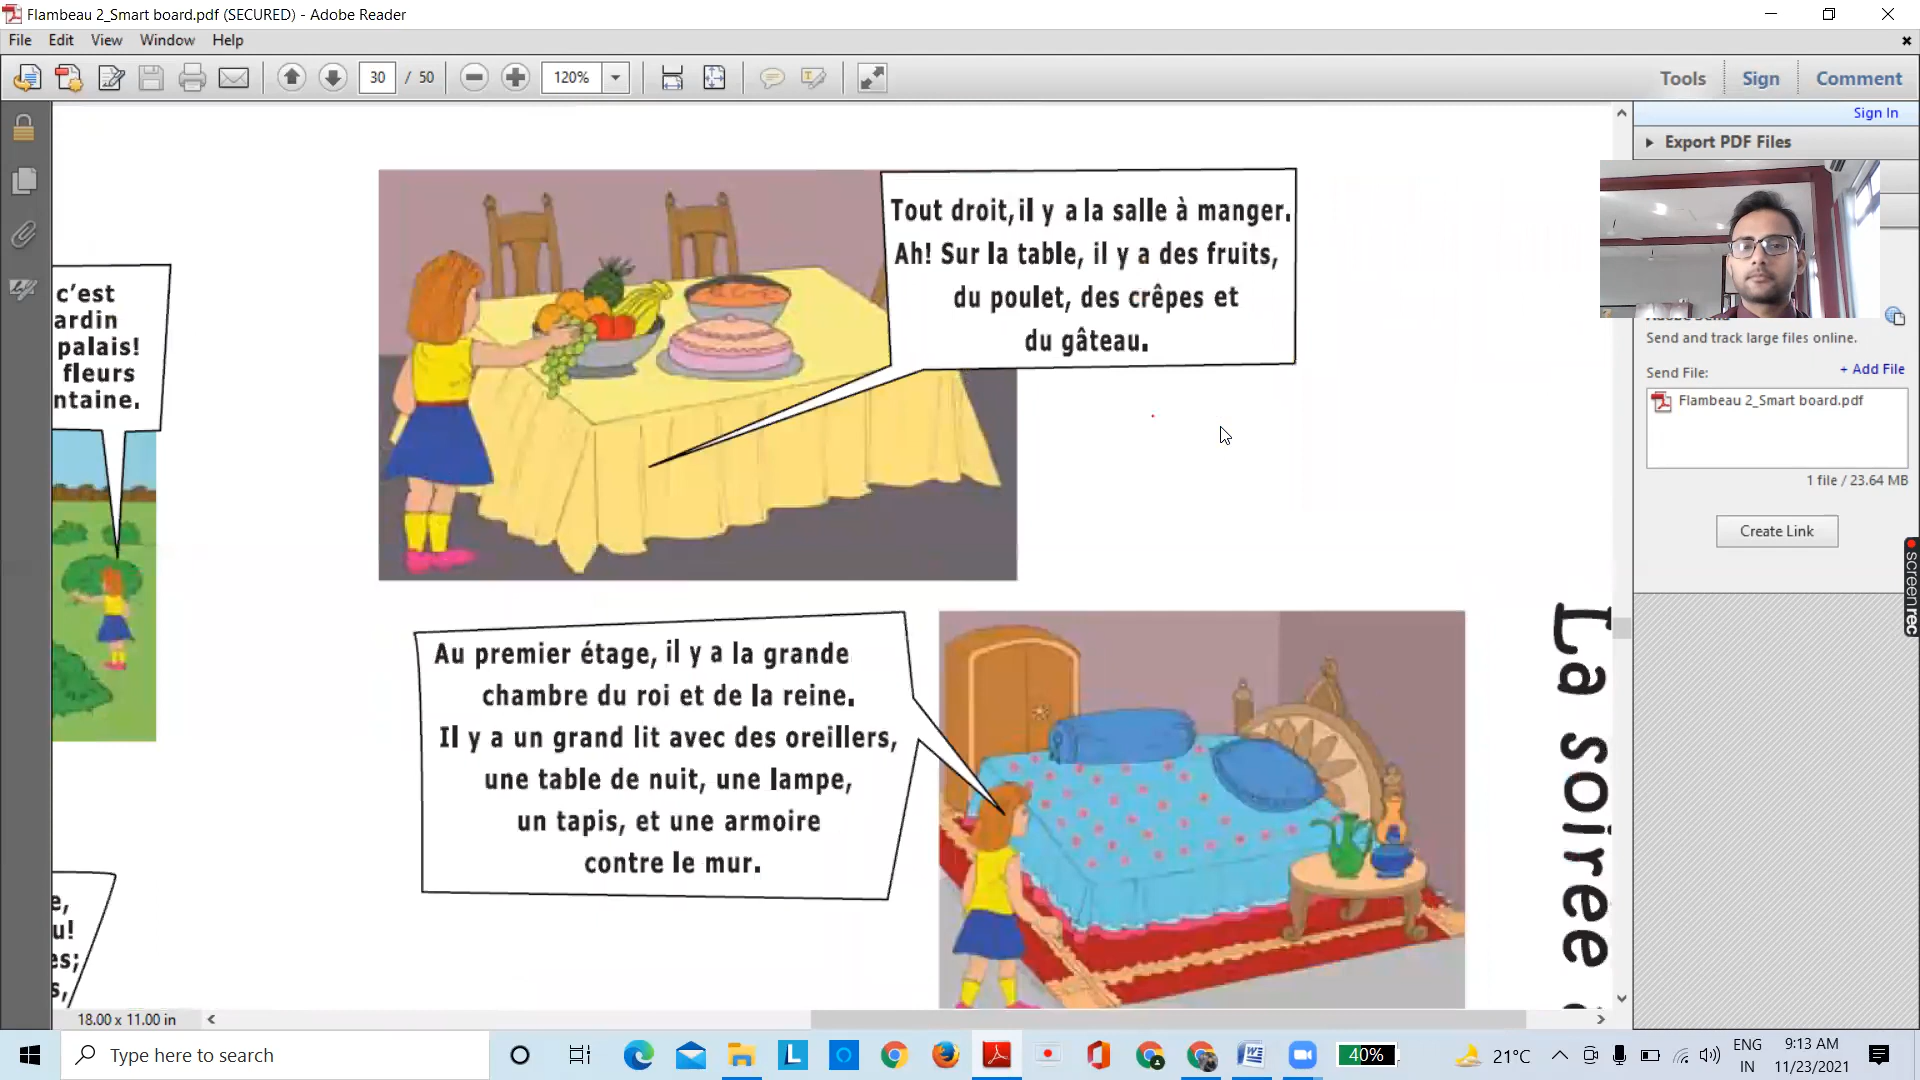 Flambeau 2_Smart board.pdf (SECURED) - Adobe Reader
File Edit View Window Help
30 / 50 120% Tools Sign Comment
Sign In
Export PDF Files
Tout droit, il y a la salle à manger.
Ah! Sur la table, il y a des fruits,
du poulet, des crêpes et
du gâteau.
c'est
ardin
palais!
fleurs
ntaine.
Send and track large files online.
Send File: + Add File
Flambeau 2_Smart board.pdf
1 file / 23.64 MB
Create Link
screenrec
Au premier étage, il y a la grande
chambre du roi et de la reine.
Il y a un grand lit avec des oreillers,
une table de nuit, une lampe,
un tapis, et une armoire
contre le mur.
La soirée
e,
u!
es;
s,
18.00 x 11.00 in
Type here to search
40% 21°C ENG 9:13 AM
IN 11/23/2021